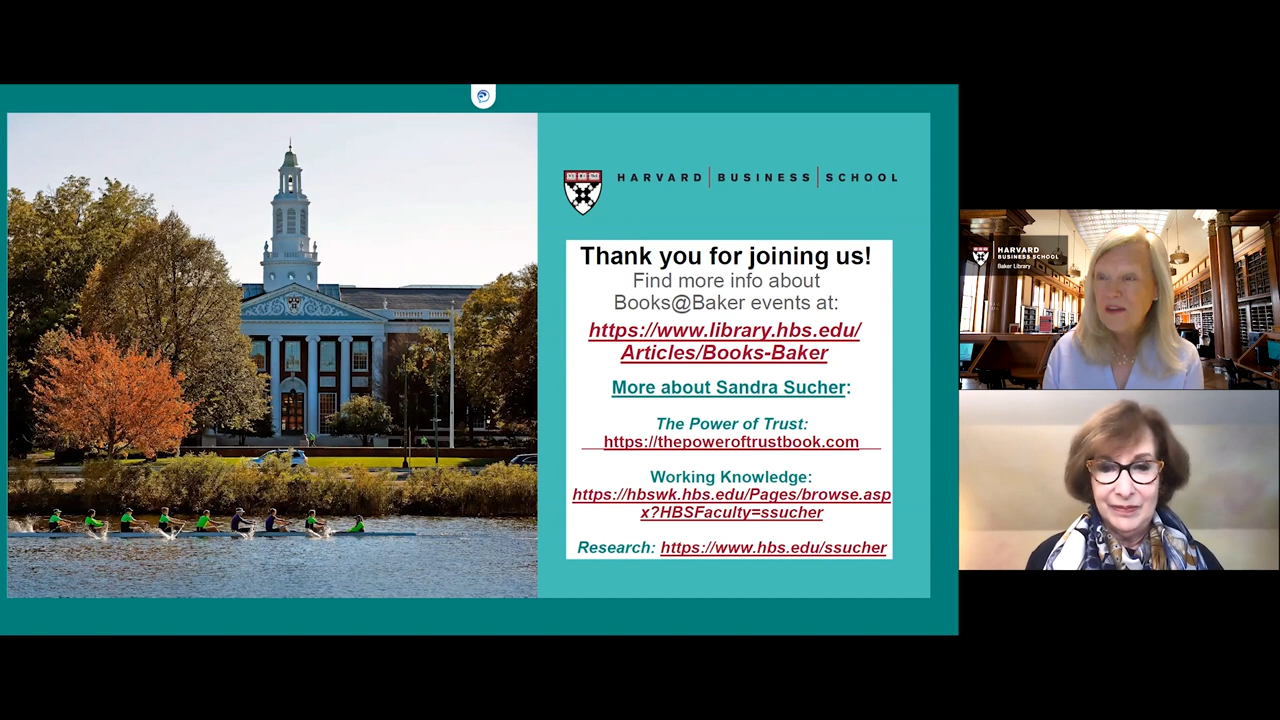 HARVARD | BUSINESS | SCHOOL
Thank you for joining us!
Find more info about
Books@Baker events at:
https://www.library.hbs.edu/
Articles/Books-Baker
More about Sandra Sucher:
The Power of Trust:
https://thepoweroftrustbook.com
Working Knowledge:
https://hbswk.hbs.edu/Pages/browse.asp
x?HBSFaculty=ssucher
Research: https://www.hbs.edu/ssucher
HARVARD
BUSINESS SCHOOL
Baker Library